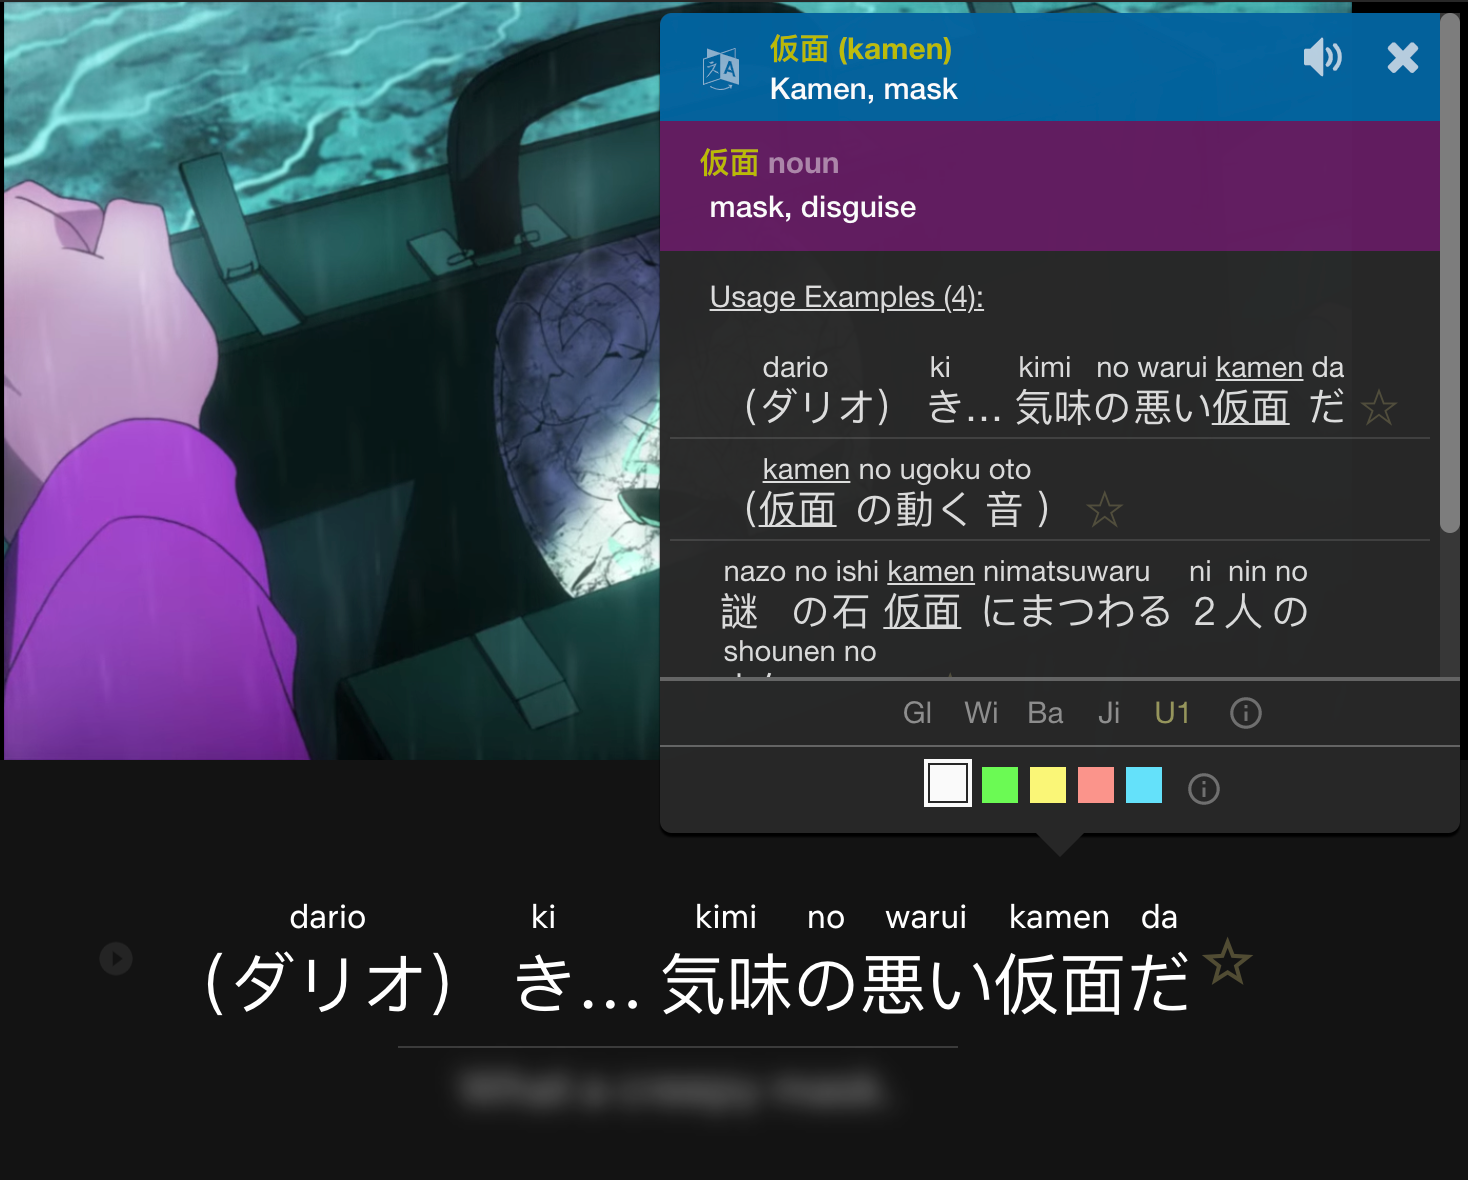 仮面 (kamen)
Kamen, mask
仮面 noun
mask, disguise
Usage Examples (4):
dario ki kimi no warui kamen da
（ダリオ） き... 気味の悪い仮面 だ
kamen no ugoku oto
（仮面 の動く 音 ）
nazo no ishi kamen nimatsuwaru ni nin no
謎 の石 仮面 にまつわる ２人 の
shounen no
Gl Wi Ba Ji U1
dario ki kimi no warui kamen da
（ダリオ） き... 気味の悪い仮面だ
What a creepy mask.